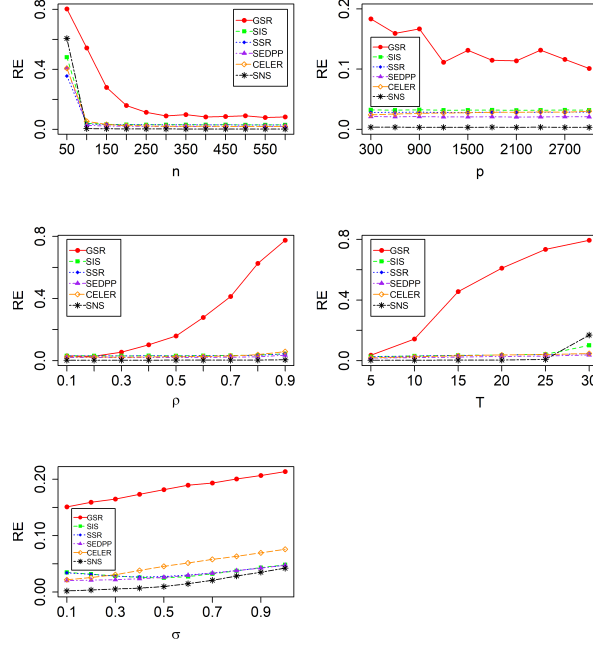 RE
0.0 0.4 0.8
GSR
SIS
SSR
SEDPP
CELER
SNS
50 150 250 350 450 550
n
RE
0.0 0.1 0.2
GSR
SIS
SSR
SEDPP
CELER
SNS
300 900 1500 2100 2700
p
RE
0.0 0.4 0.8
GSR
SIS
SSR
SEDPP
CELER
SNS
0.1 0.3 0.5 0.7 0.9
ρ
RE
0.0 0.4 0.8
GSR
SIS
SSR
SEDPP
CELER
SNS
5 10 15 20 25 30
T
RE
0.00 0.10 0.20
GSR
SIS
SSR
SEDPP
CELER
SNS
0.1 0.3 0.5 0.7 0.9
σ